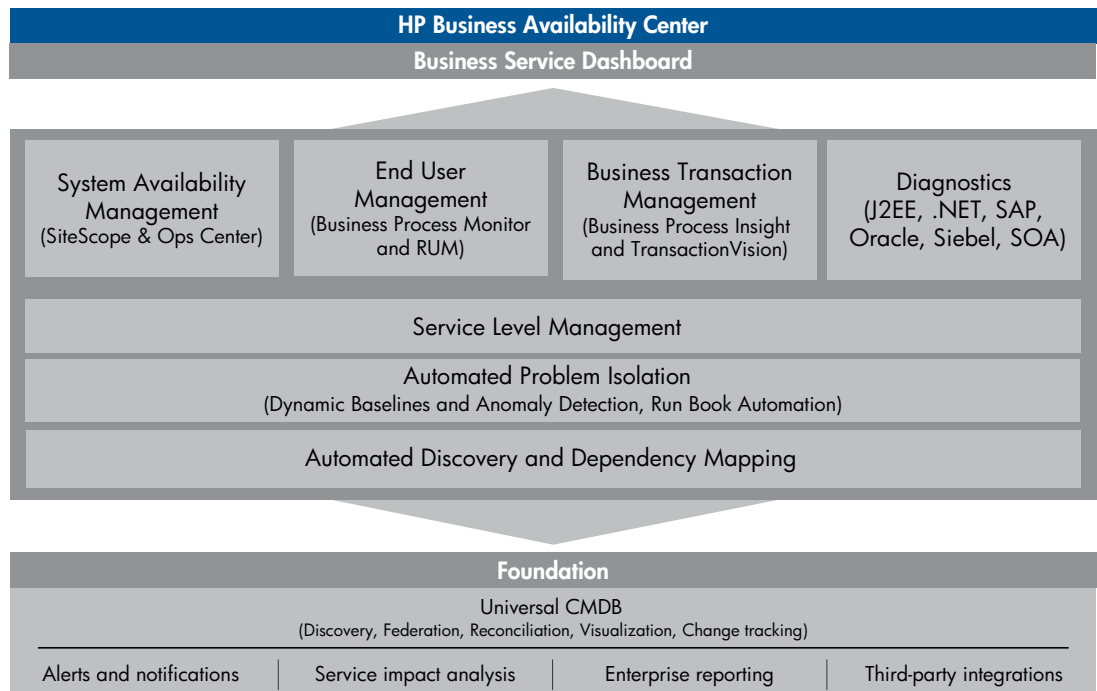 HP Business Availability Center
Business Service Dashboard
System Availability
Management
(SiteScope & Ops Center)
End User
Management
(Business Process Monitor
and RUM)
Business Transaction
Management
(Business Process Insight
and TransactionVision)
Diagnostics
(J2EE, .NET, SAP,
Oracle, Siebel, SOA)
Service Level Management
Automated Problem Isolation
(Dynamic Baselines and Anomaly Detection, Run Book Automation)
Automated Discovery and Dependency Mapping
Foundation
Universal CMDB
(Discovery, Federation, Reconciliation, Visualization, Change tracking)
Alerts and notifications
Service impact analysis
Enterprise reporting
Third-party integrations